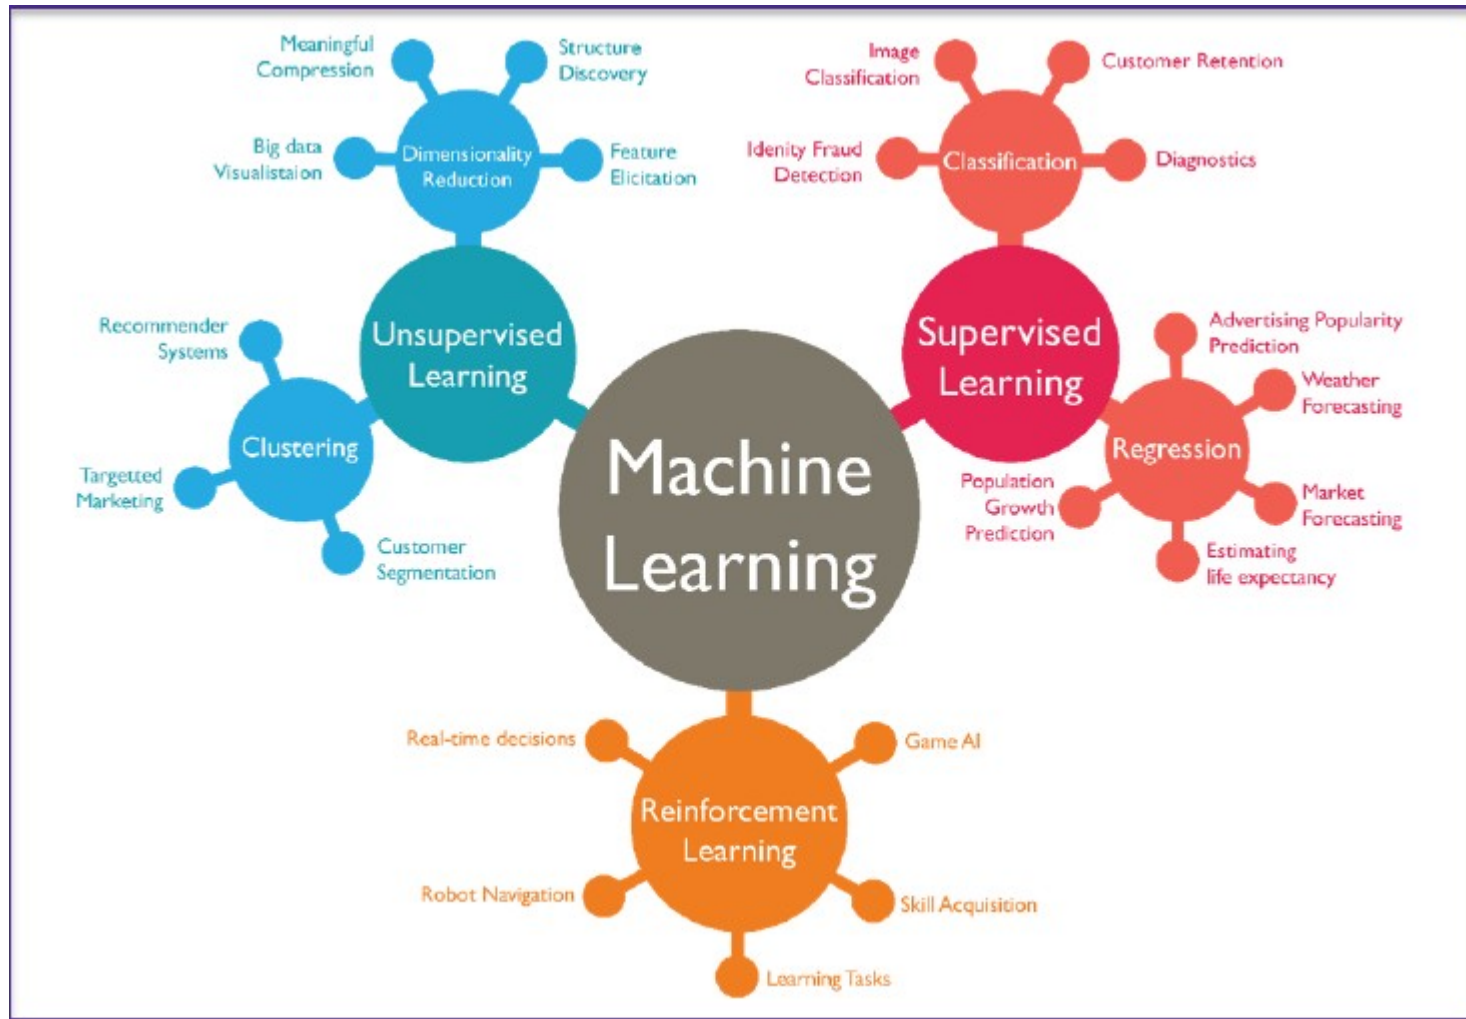 Meaningful
Compression
Structure
Discovery
Big data
Visualistaion
Dimensionality
Reduction
Feature
Elicitation
Image
Classification
Customer Retention
Idenity Fraud
Detection
Classification
Diagnostics
Unsupervised
Learning
Recommender
Systems
Clustering
Targetted
Marketing
Customer
Segmentation
Supervised
Learning
Advertising Popularity
Prediction
Weather
Forecasting
Regression
Population
Growth
Prediction
Market
Forecasting
Estimating
life expectancy
Machine
Learning
Real-time decisions
Game AI
Reinforcement
Learning
Robot Navigation
Skill Acquisition
Learning Tasks